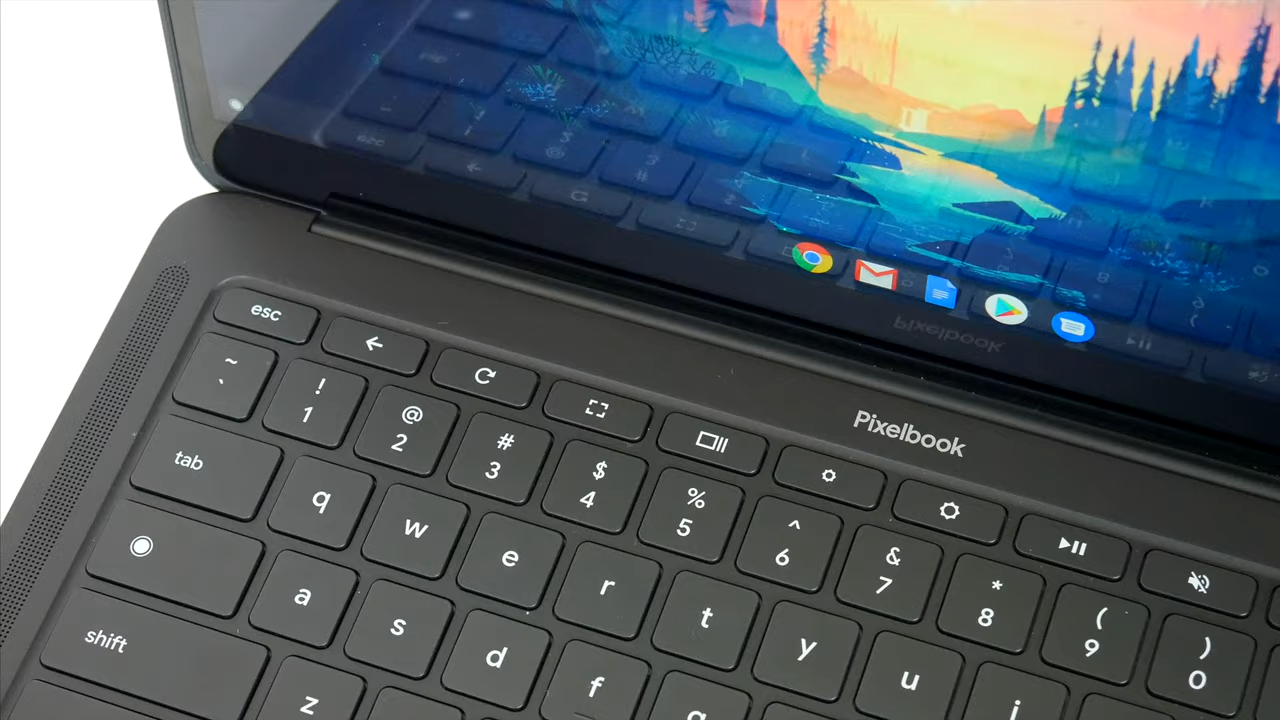 Pixelbook
esc
~ `
! 1
@ 2
# 3
$ 4
% 5
^ 6
& 7
* 8
( 9
) 0
tab
q
w
e
r
t
y
u
a
s
d
f
shift
z